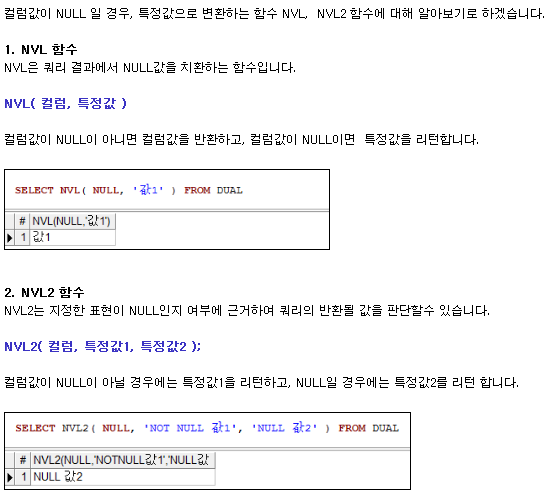 컬럼값이 NULL 일 경우, 특정값으로 변환하는 함수 NVL,  NVL2 함수에 대해 알아보기로 하겠습니다.
1. NVL 함수
NVL은 쿼리 결과에서 NULL값을 치환하는 함수입니다.
NVL( 컬럼, 특정값 )
컬럼값이 NULL이 아니면 컬럼값을 반환하고, 컬럼값이 NULL이면  특정값을 리턴합니다.
SELECT NVL( NULL, '값1' ) FROM DUAL
# NVL(NULL,'값1')
1 값1
2. NVL2 함수
NVL2는 지정한 표현이 NULL인지 여부에 근거하여 쿼리의 반환될 값을 판단할수 있습니다.
NVL2( 컬럼, 특정값1, 특정값2 );
컬럼값이 NULL이 아닐 경우에는 특정값1을 리턴하고, NULL일 경우에는 특정값2를 리턴 합니다.
SELECT NVL2( NULL, 'NOT NULL 값1', 'NULL 값2' ) FROM DUAL
# NVL2(NULL,'NOTNULL값1','NULL값
1 NULL 값2